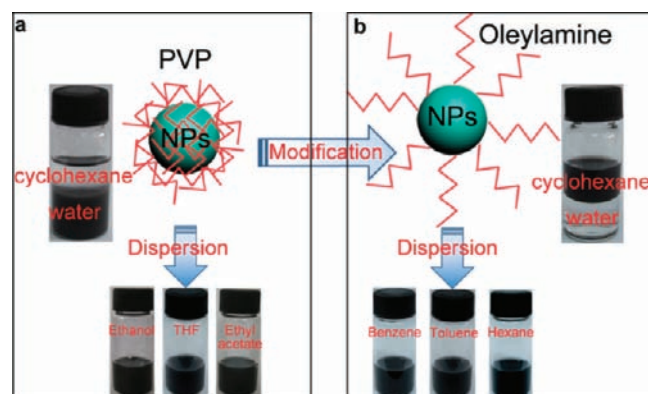 a
PVP
NPs
cyclohexane
water
Dispersion
Ethanol
THF
Ethyl
acetate
Modification
b
Oleylamine
NPs
cyclohexane
water
Dispersion
Benzene
Toluene
Hexane